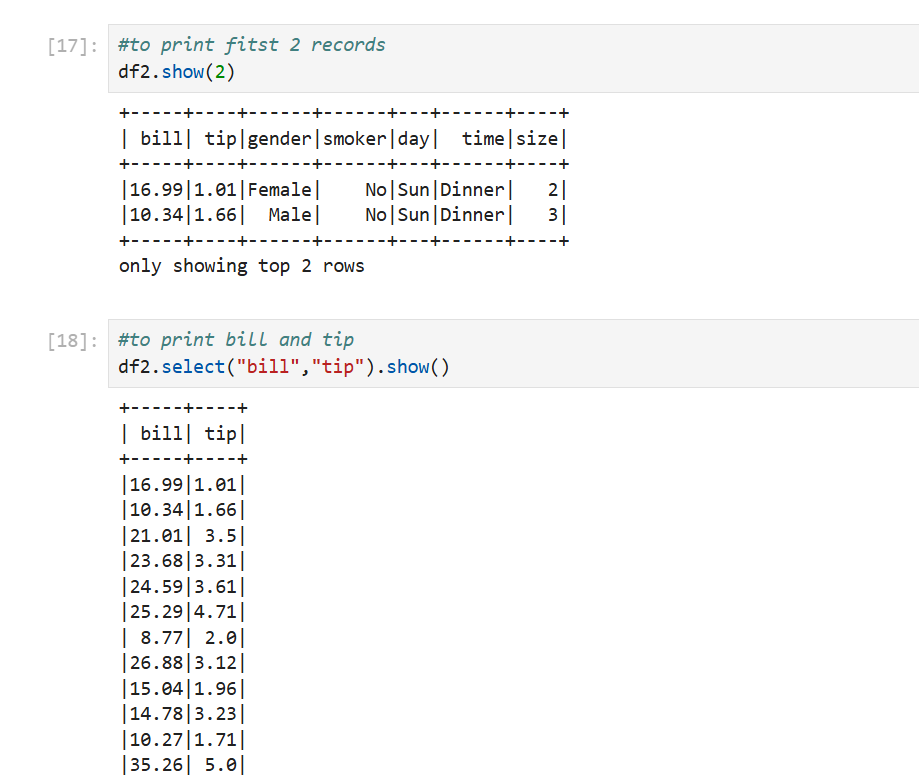 [17]: #to print fitst 2 records
df2.show(2)
+-----+----+------+------+---+------+----+
| bill| tip|gender|smoker|day|  time|size|
+-----+----+------+------+---+------+----+
|16.99|1.01|Female|    No|Sun|Dinner|   2|
|10.34|1.66|  Male|    No|Sun|Dinner|   3|
+-----+----+------+------+---+------+----+
only showing top 2 rows
[18]: #to print bill and tip
df2.select("bill","tip").show()
+-----+----+
| bill| tip|
+-----+----+
|16.99|1.01|
|10.34|1.66|
|21.01| 3.5|
|23.68|3.31|
|24.59|3.61|
|25.29|4.71|
| 8.77| 2.0|
|26.88|3.12|
|15.04|1.96|
|14.78|3.23|
|10.27|1.71|
|35.26| 5.0|